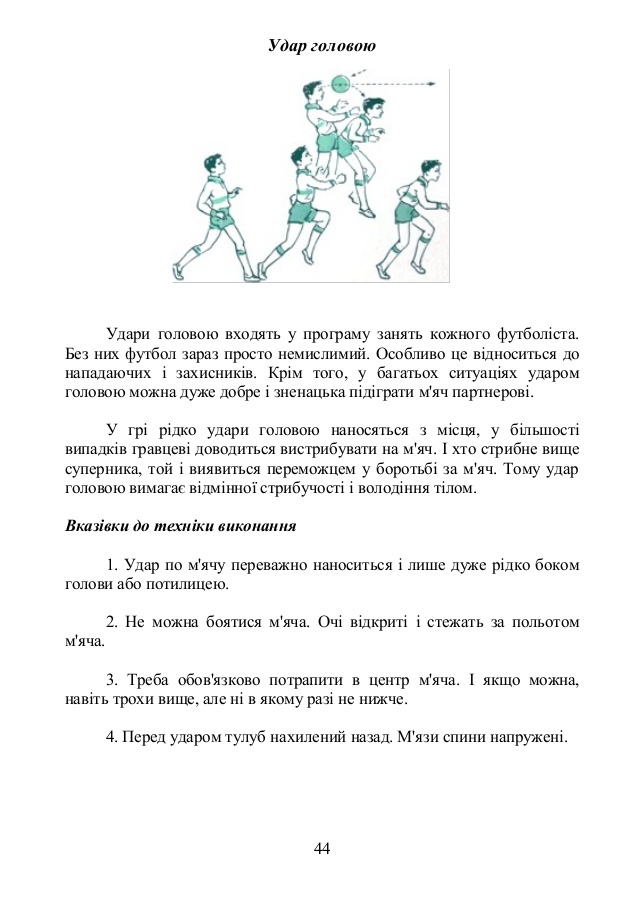 Удар головою
Удари головою входять у програму занять кожного футболіста.
Без них футбол зараз просто немислимий. Особливо це відноситься до
нападаючих і захисників. Крім того, у багатьох ситуаціях ударом
головою можна дуже добре і зненацька підіграти м'яч партнерові.
У грі рідко удари головою наносяться з місця, у більшості
випадків гравцеві доводиться вистрибувати на м'яч. І хто стрибне вище
суперника, той і виявиться переможцем у боротьбі за м'яч. Тому удар
головою вимагає відмінної стрибучості і володіння тілом.
Вказівки до техніки виконання
1. Удар по м'ячу переважно наноситься і лише дуже рідко боком
голови або потилицею.
2. Не можна боятися м'яча. Очі відкриті і стежать за польотом
м'яча.
3. Треба обов'язково потрапити в центр м'яча. І якщо можна,
навіть трохи вище, але ні в якому разі не нижче.
4. Перед ударом тулуб нахилений назад. М'язи спини напружені.
44